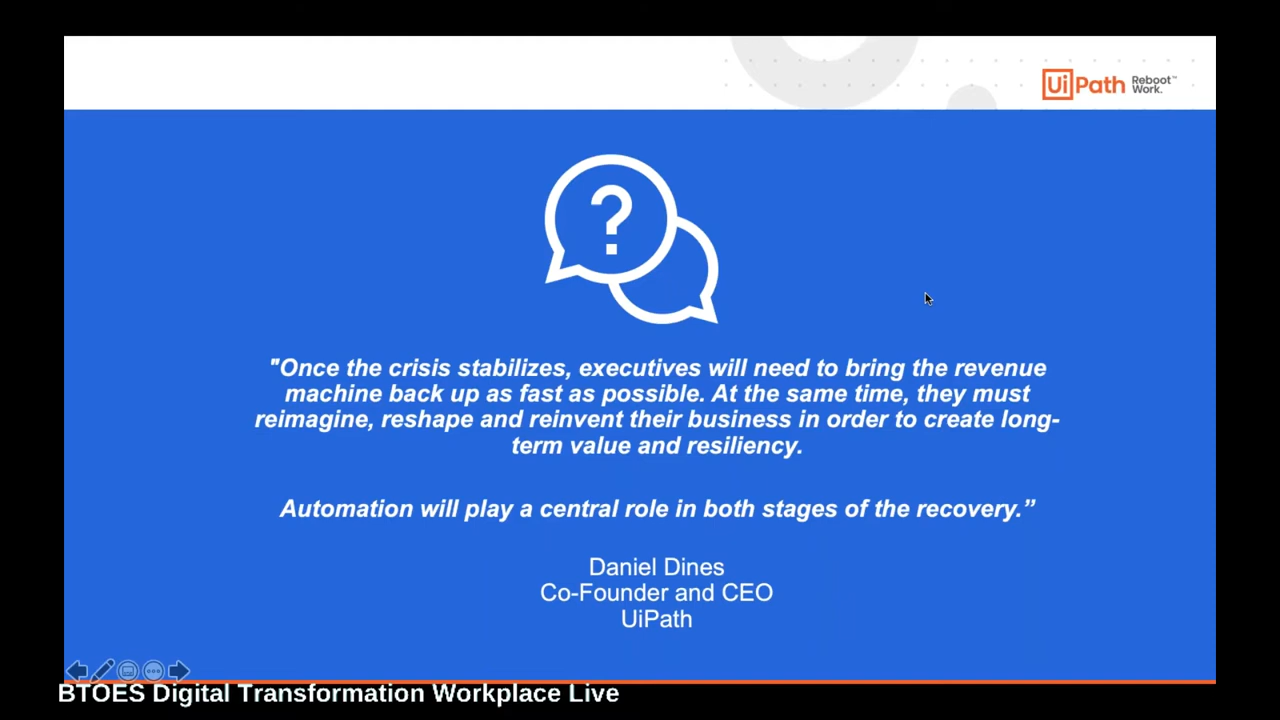 UiPath Reboot™
Work.
?
"Once the crisis stabilizes, executives will need to bring the revenue
machine back up as fast as possible. At the same time, they must
reimagine, reshape and reinvent their business in order to create long-
term value and resiliency.
Automation will play a central role in both stages of the recovery.”
Daniel Dines
Co-Founder and CEO
UiPath
BTOES Digital Transformation Workplace Live